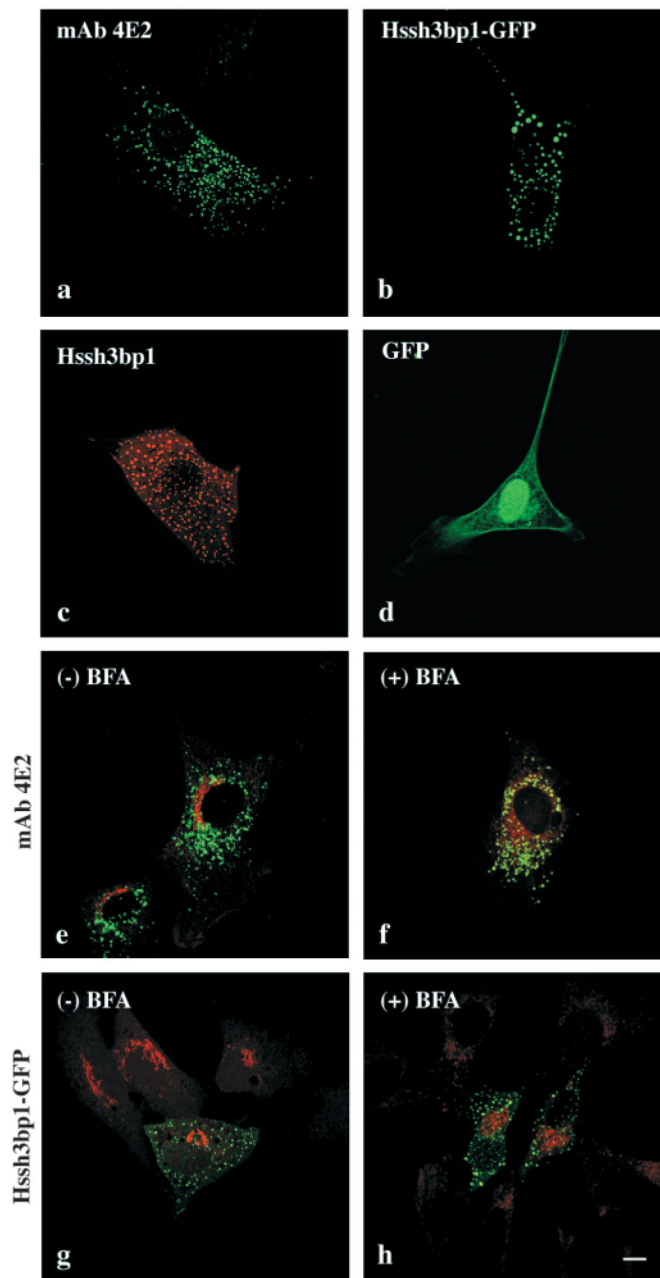 mAb 4E2
Hssh3bp1-GFP
a
b
Hssh3bp1
GFP
c
d
(-) BFA
(+) BFA
mAb 4E2
e
f
(-) BFA
(+) BFA
Hssh3bp1-GFP
g
h